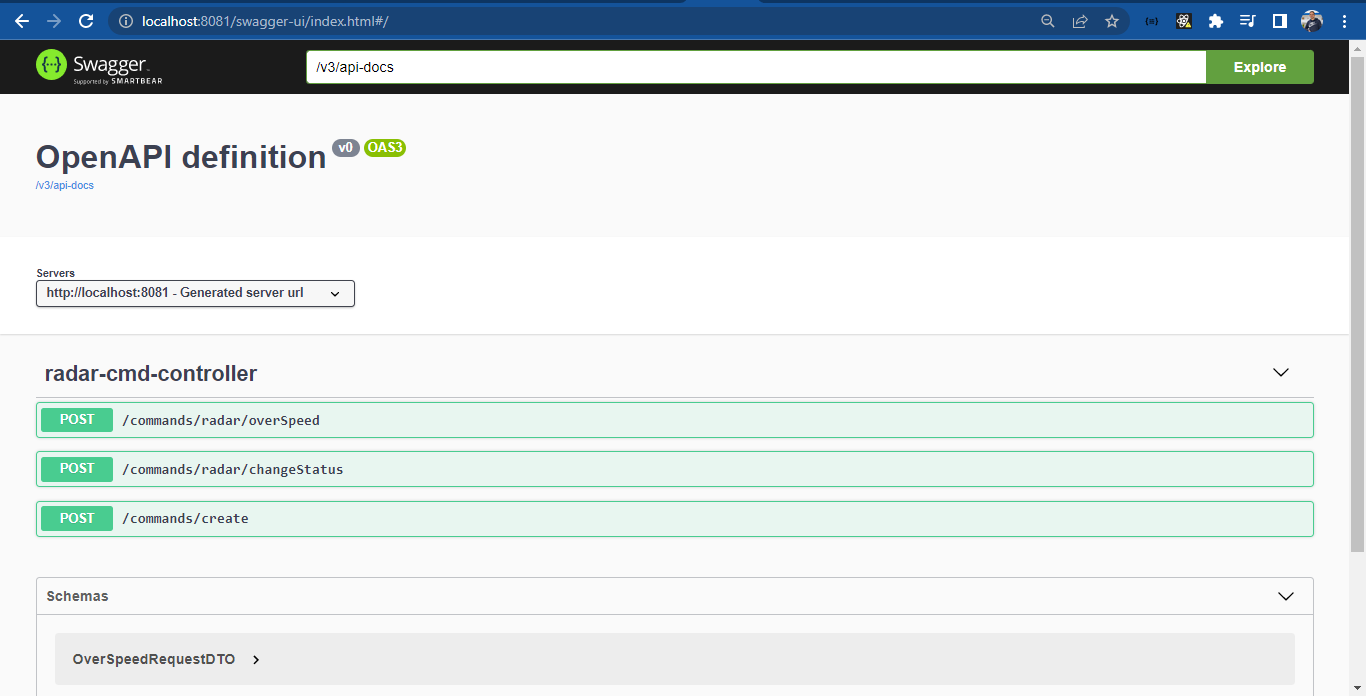 localhost:8081/swagger-ui/index.html#/
Swagger
Supported by SMARTBEAR
/v3/api-docs
Explore
OpenAPI definition v0 OAS3
/v3/api-docs
Servers
http://localhost:8081 - Generated server url
radar-cmd-controller
POST /commands/radar/overSpeed
POST /commands/radar/changeStatus
POST /commands/create
Schemas
OverSpeedRequestDTO